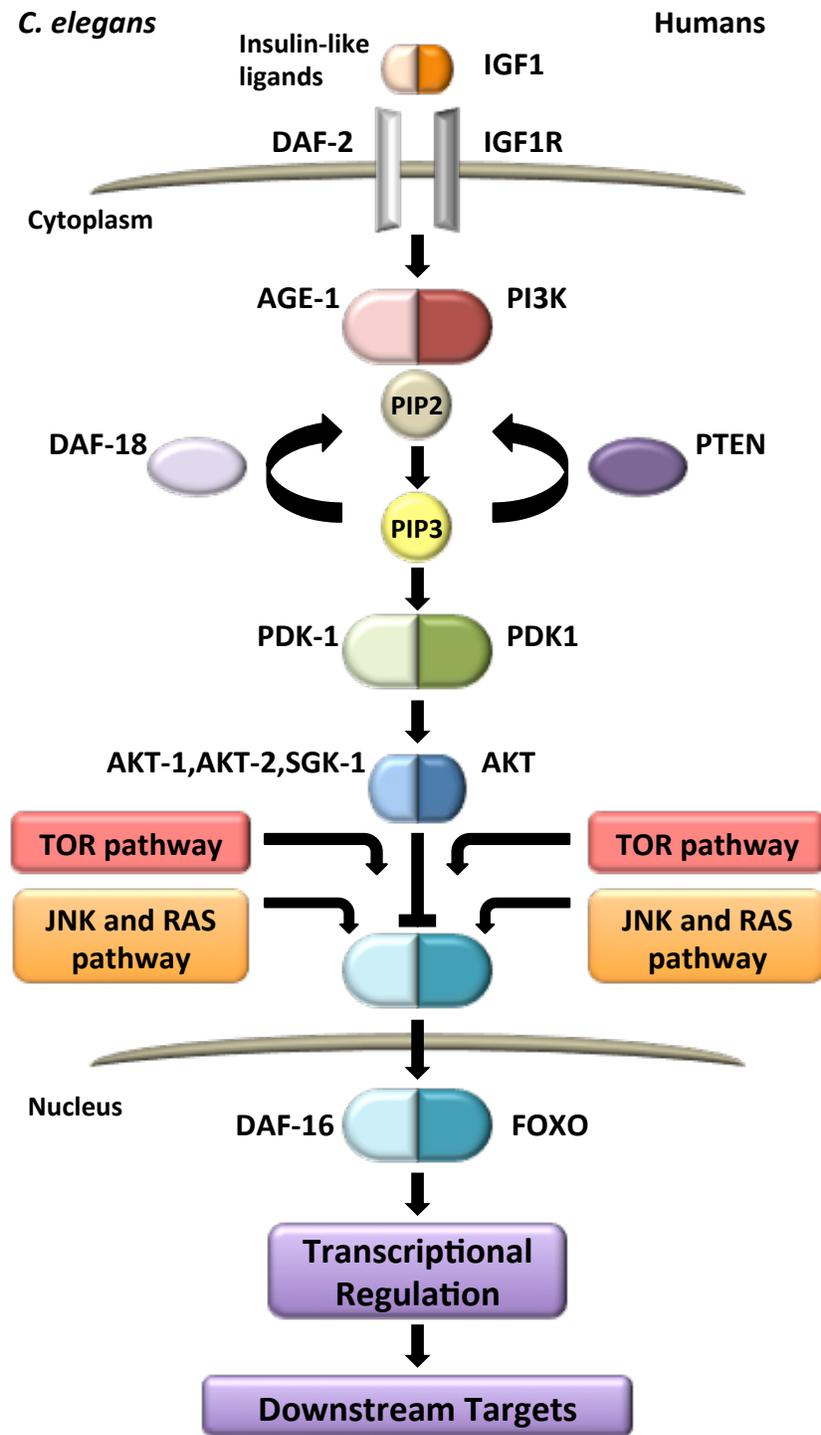 C. elegans
Humans
Insulin-like
ligands
IGF1
DAF-2
IGF1R
Cytoplasm
AGE-1
PI3K
PIP2
DAF-18
PTEN
PIP3
PDK-1
PDK1
AKT-1,AKT-2,SGK-1
AKT
TOR pathway
TOR pathway
JNK and RAS
pathway
JNK and RAS
pathway
Nucleus
DAF-16
FOXO
Transcriptional
Regulation
Downstream Targets